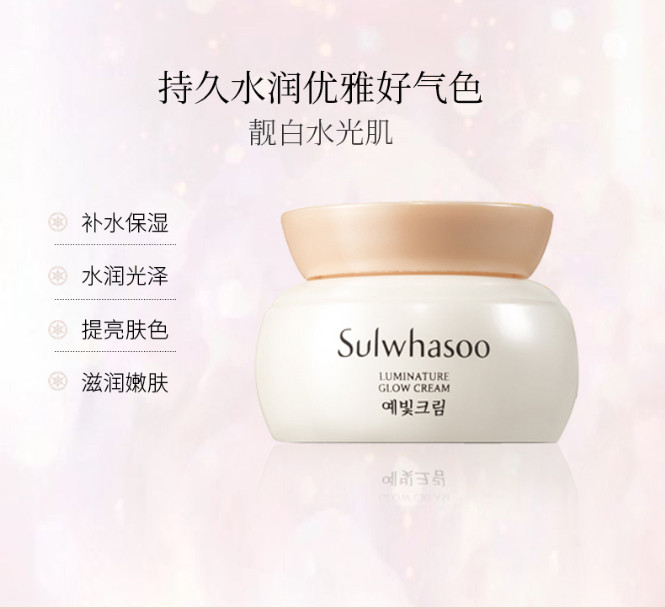 持久水润优雅好气色
靓白水光肌
补水保湿
水润光泽
提亮肤色
滋润嫩肤
Sulwhasoo
LUMINATURE
GLOW CREAM
예빛크림